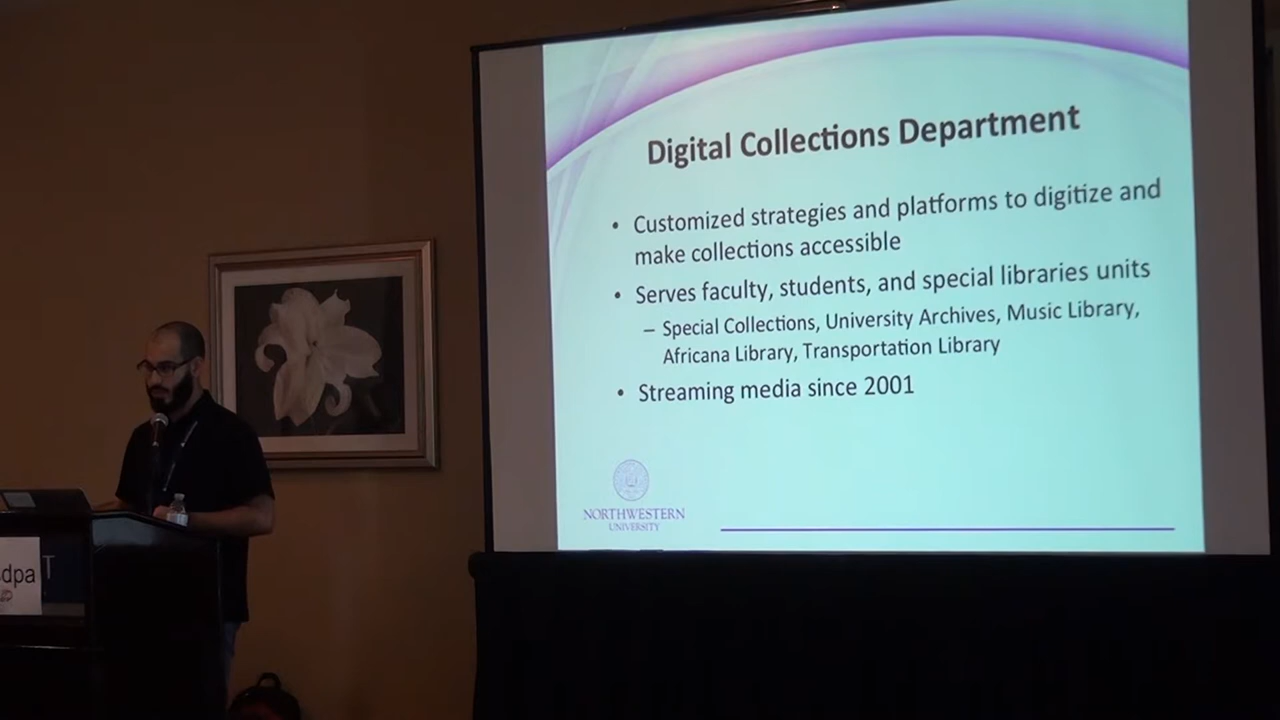 Digital Collections Department
• Customized strategies and platforms to digitize and
make collections accessible
• Serves faculty, students, and special libraries units
– Special Collections, University Archives, Music Library,
Africana Library, Transportation Library
• Streaming media since 2001
NORTHWESTERN
UNIVERSITY
dpa
T